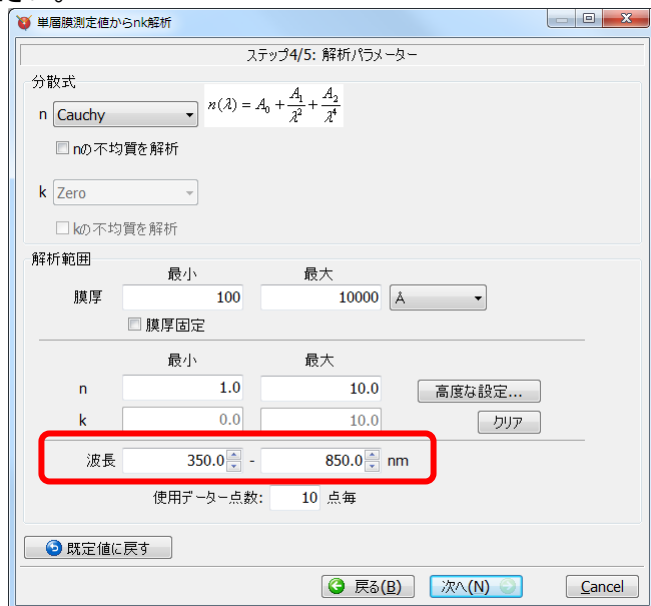 さい。
単層膜測定値からnk解析
ステップ4/5: 解析パラメーター
分散式
n Cauchy n(λ) = A₀ + A₁/λ² + A₂/λ⁴
nの不均質を解析
k Zero
kの不均質を解析
解析範囲
最小 最大
膜厚 100 10000 Å
膜厚固定
最小 最大
n 1.0 10.0 高度な設定...
k 0.0 10.0 クリア
波長 350.0 - 850.0 nm
使用データー点数: 10 点毎
既定値に戻す
戻る(B) 次へ(N) Cancel